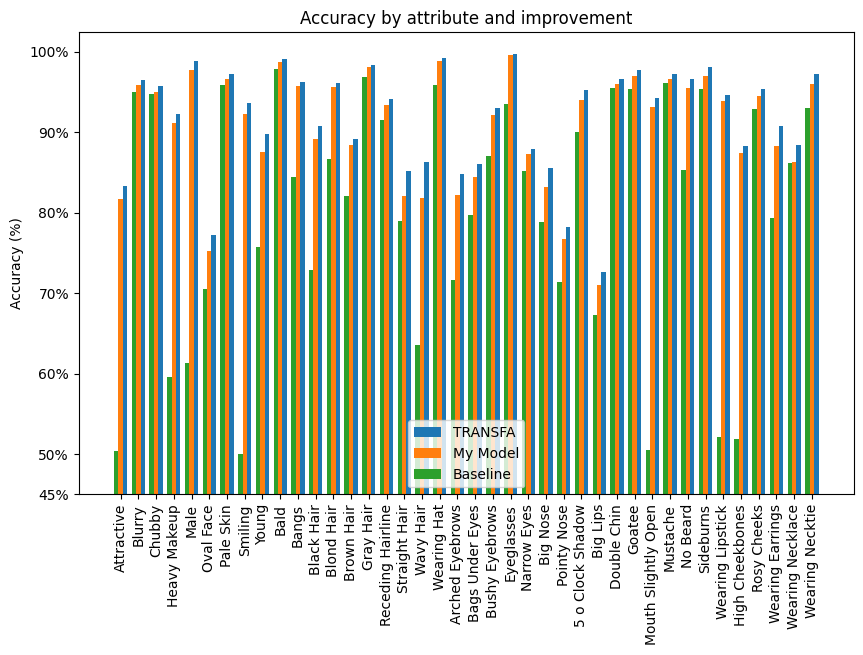 Accuracy by attribute and improvement
Accuracy (%)
100%
90%
80%
70%
60%
50%
45%
TRANSFA
My Model
Baseline
Attractive
Blurry
Chubby
Heavy Makeup
Male
Oval Face
Pale Skin
Smiling
Young
Bald
Bangs
Black Hair
Blond Hair
Brown Hair
Gray Hair
Receding Hairline
Straight Hair
Wavy Hair
Wearing Hat
Arched Eyebrows
Bags Under Eyes
Bushy Eyebrows
Eyeglasses
Narrow Eyes
Big Nose
Pointy Nose
5 o Clock Shadow
Big Lips
Double Chin
Goatee
Mouth Slightly Open
Mustache
No Beard
Sideburns
Wearing Lipstick
High Cheekbones
Rosy Cheeks
Wearing Earrings
Wearing Necklace
Wearing Necktie